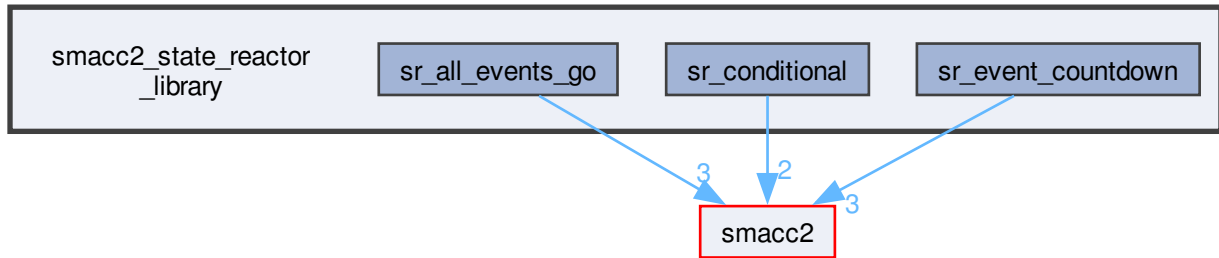 smacc2_state_reactor
_library
sr_all_events_go
sr_conditional
sr_event_countdown
3
2
3
smacc2